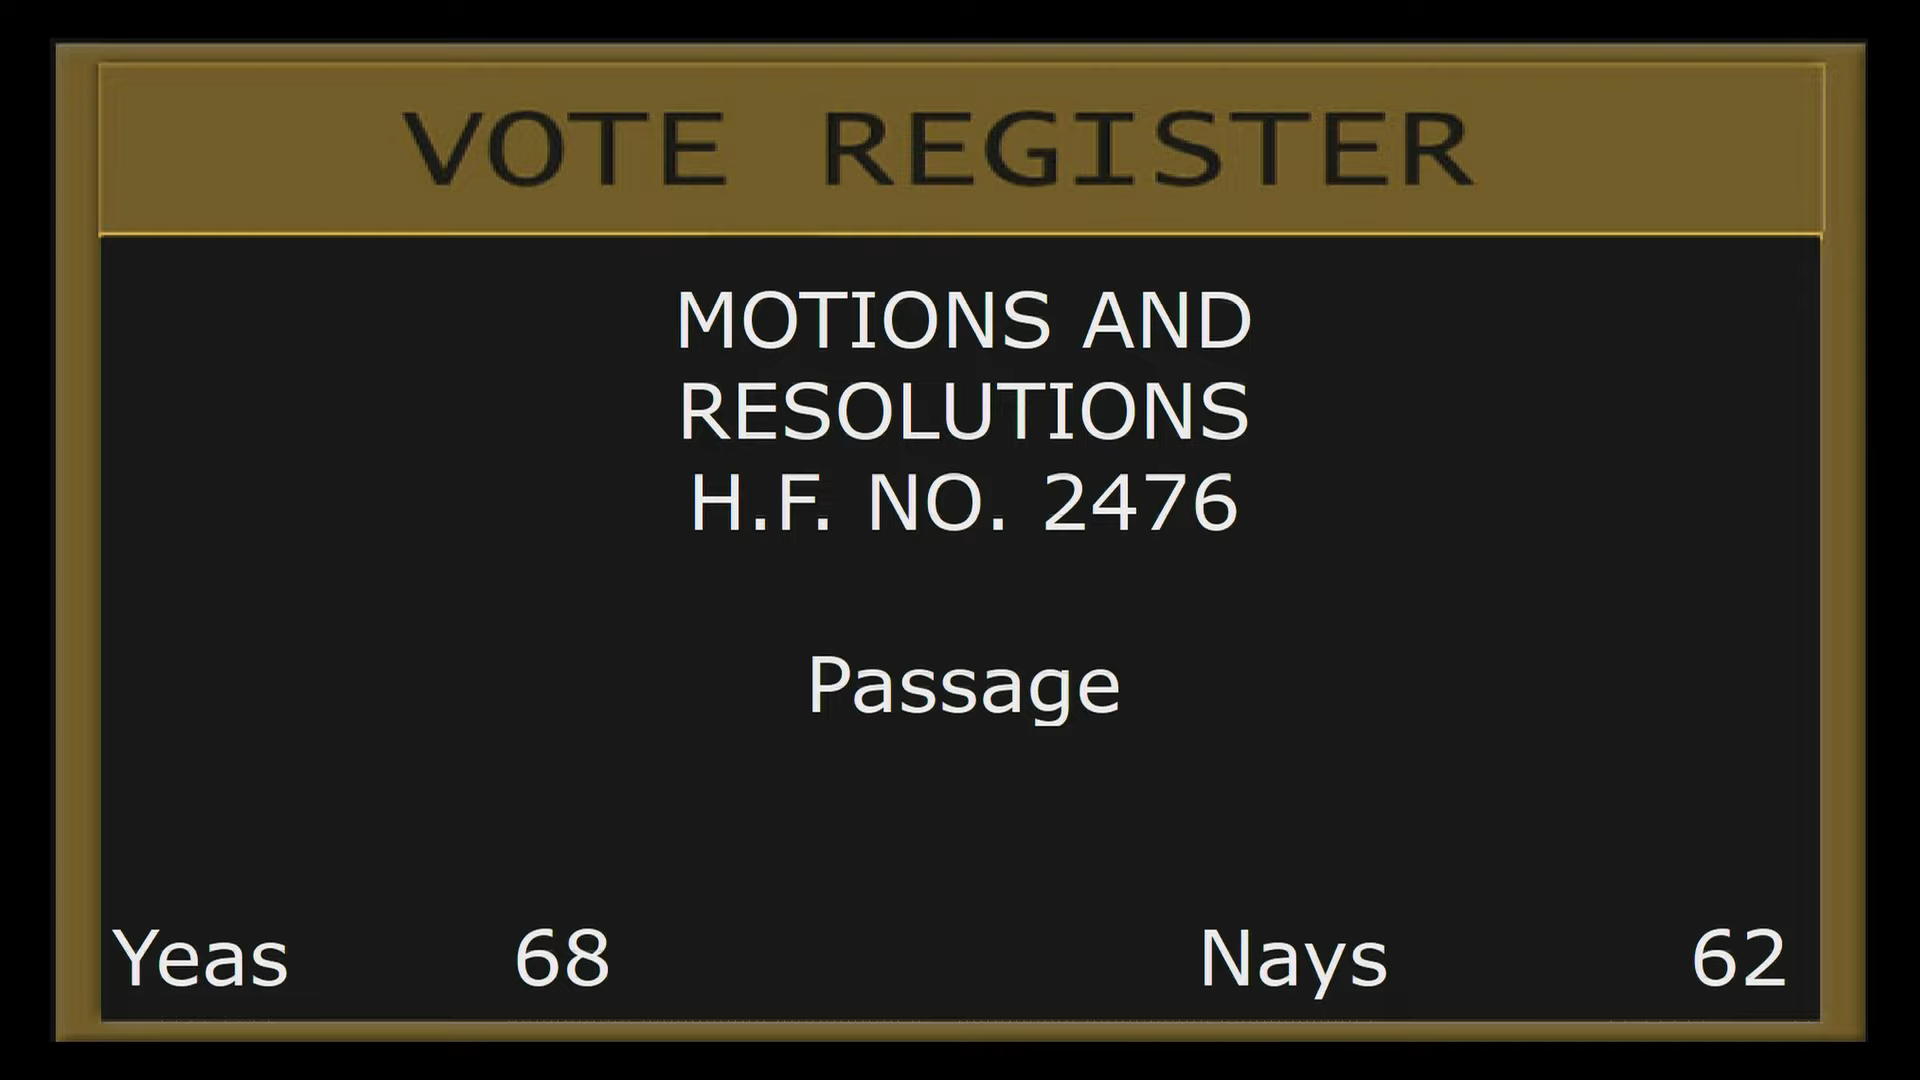 VOTE REGISTER
MOTIONS AND
RESOLUTIONS
H.F. NO. 2476
Passage
Yeas 68 Nays 62